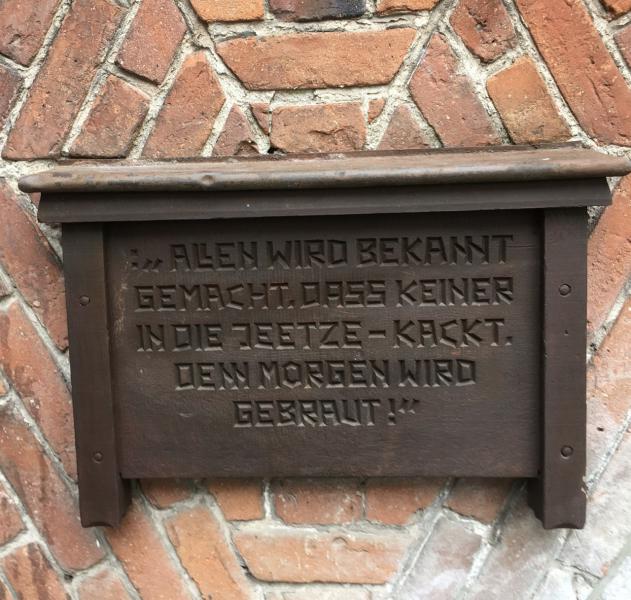 :„ ALLEN WIRD BEKANNT
GEMACHT, DASS KEINER
IN DIE JEETZE – KACKT.
DENN MORGEN WIRD
GEBRAUT !“